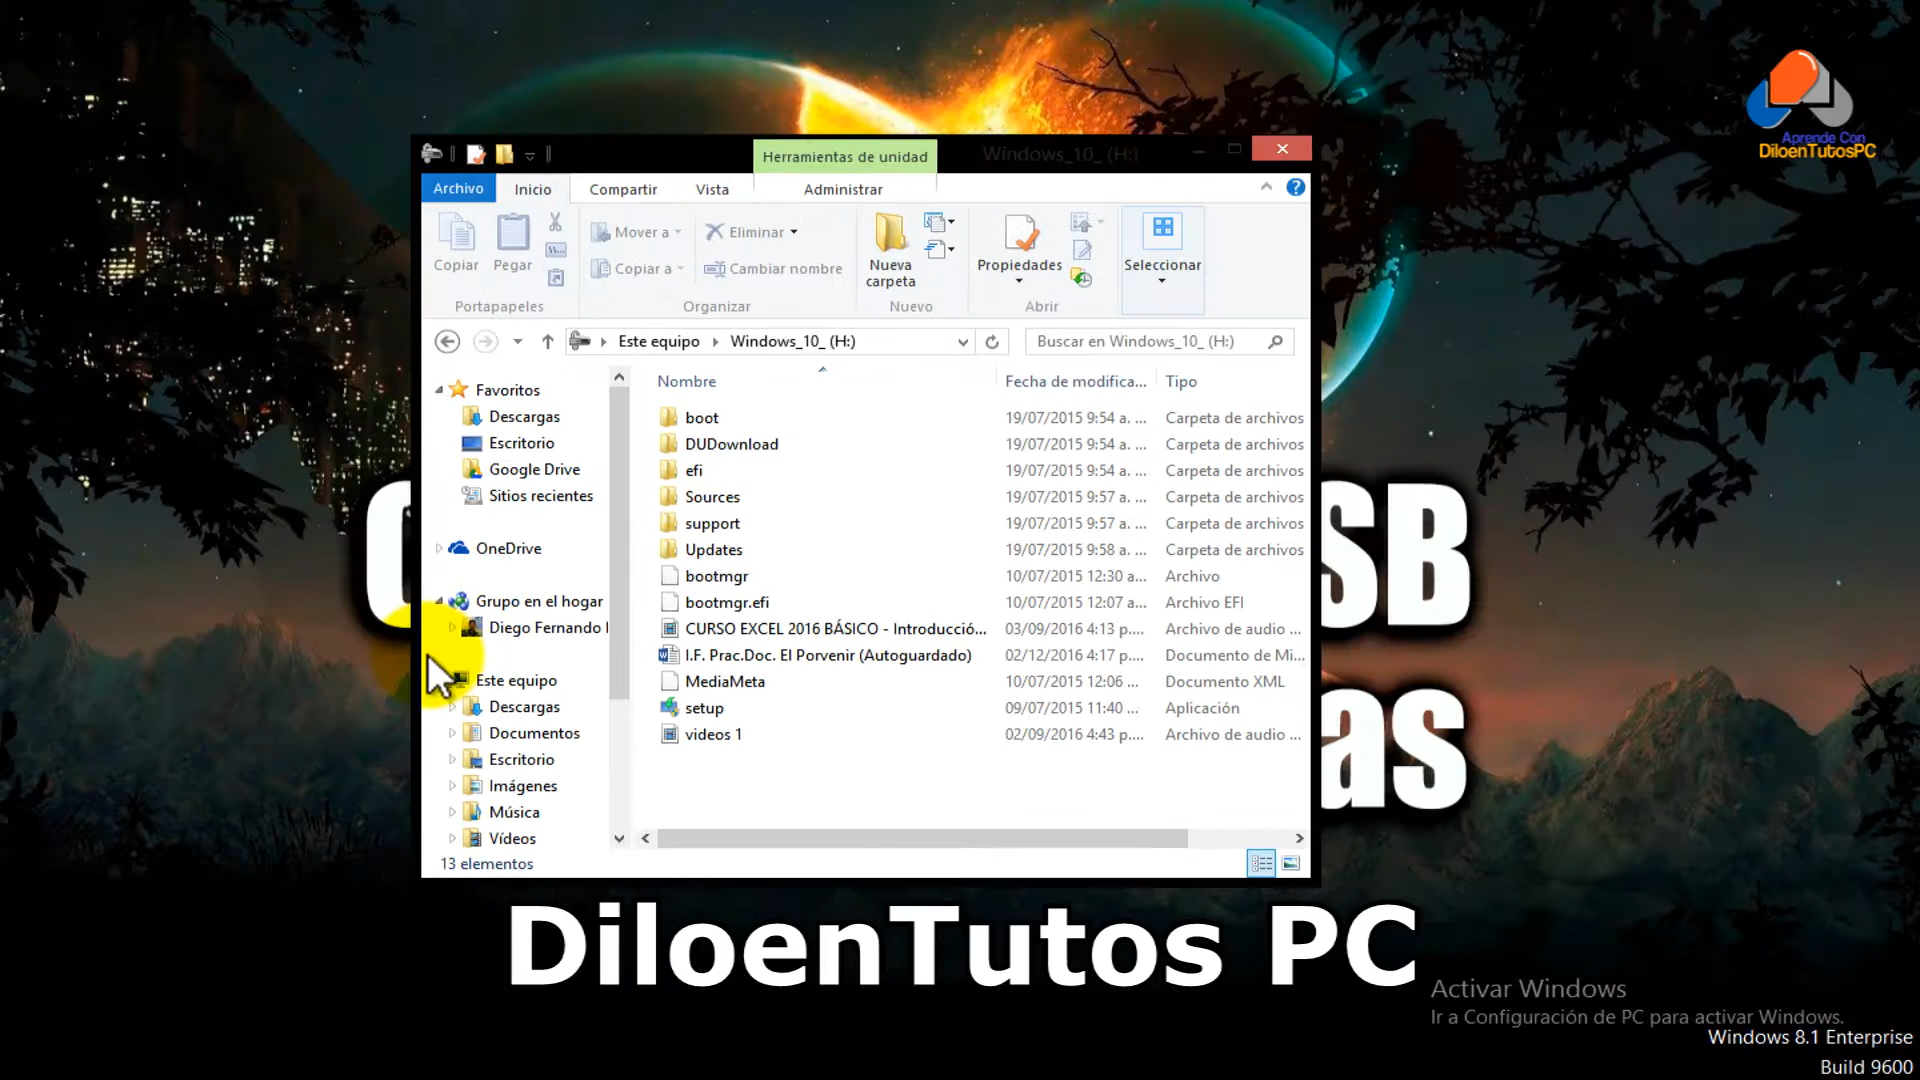 Aprende Con
DiloenTutosPC
Herramientas de unidad
Windows_10_ (H:)
Archivo
Inicio
Compartir
Vista
Administrar
Copiar
Pegar
Mover a
Copiar a
Eliminar
Cambiar nombre
Nueva
carpeta
Propiedades
Seleccionar
Portapapeles
Organizar
Nuevo
Abrir
Este equipo
Windows_10_ (H:)
Buscar en Windows_10_ (H:)
Favoritos
Descargas
Escritorio
Google Drive
Sitios recientes
OneDrive
Grupo en el hogar
Diego Fernando
Este equipo
Descargas
Documentos
Escritorio
Imágenes
Música
Vídeos
Nombre Fecha de modifica... Tipo
boot 19/07/2015 9:54 a. ... Carpeta de archivos
DUDownload 19/07/2015 9:54 a. ... Carpeta de archivos
efi 19/07/2015 9:54 a. ... Carpeta de archivos
Sources 19/07/2015 9:57 a. ... Carpeta de archivos
support 19/07/2015 9:57 a. ... Carpeta de archivos
Updates 19/07/2015 9:58 a. ... Carpeta de archivos
bootmgr 10/07/2015 12:30 a... Archivo
bootmgr.efi 10/07/2015 12:07 a... Archivo EFI
CURSO EXCEL 2016 BÁSICO - Introducció... 03/09/2016 4:13 p.... Archivo de audio ...
I.F. Prac.Doc. El Porvenir (Autoguardado) 02/12/2016 4:17 p.... Documento de Mi...
MediaMeta 10/07/2015 12:06 ... Documento XML
setup 09/07/2015 11:40 ... Aplicación
videos 1 02/09/2016 4:43 p.... Archivo de audio ...
13 elementos
SB
as
DiloenTutos PC
Activar Windows
Ir a Configuración de PC para activar Windows.
Windows 8.1 Enterprise
Build 9600